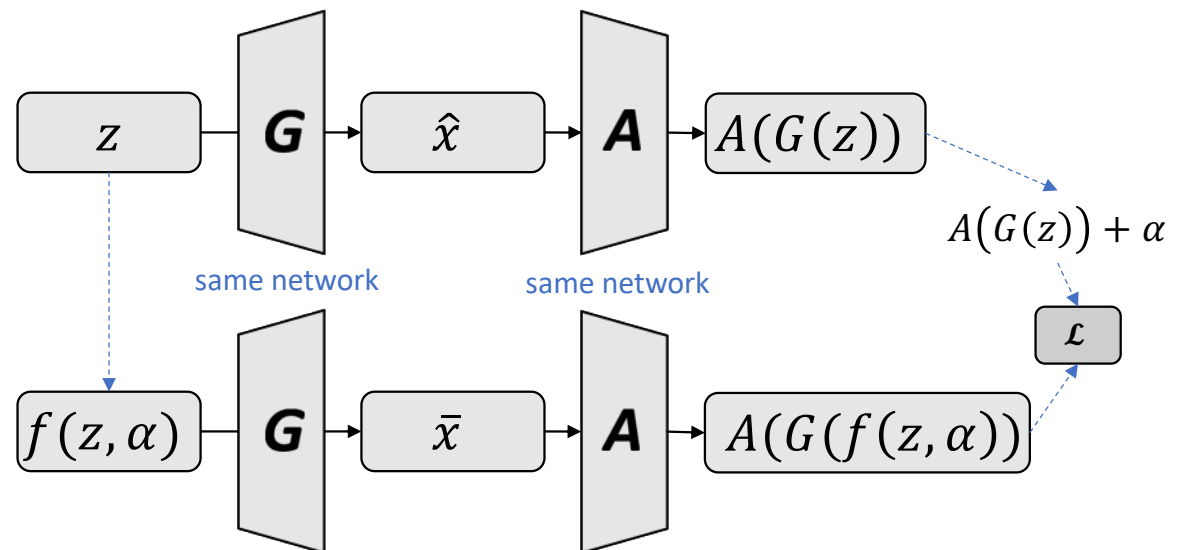 z
G
x̂
A
A(G(z))
A(G(z)) + α
same network
same network
ℒ
f(z, α)
G
x̄
A
A(G(f(z, α))